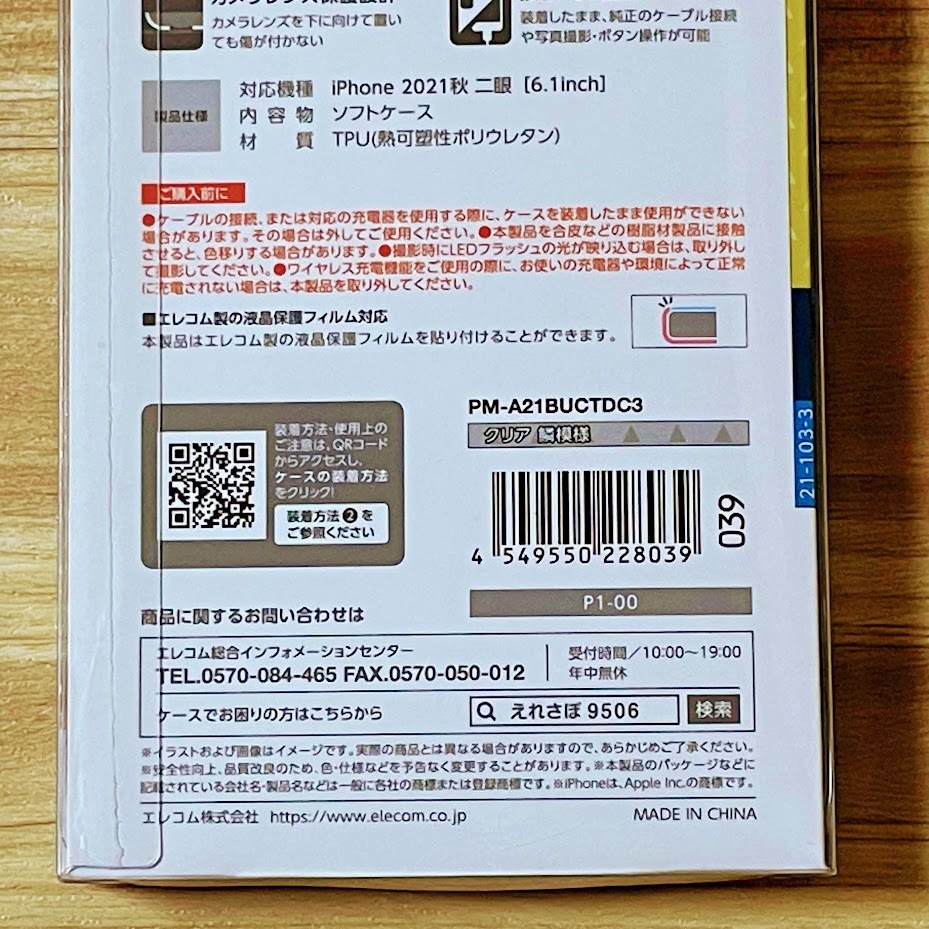 カメラレンズ保護設計
カメラレンズを下に向けて置い
ても傷が付かない
装着したまま、純正のケーブル接続
や写真撮影・ボタン操作が可能
製品仕様
対応機種 iPhone 2021秋 二眼 [6.1inch]
内容物 ソフトケース
材質 TPU(熱可塑性ポリウレタン)
ご購入前に
●ケーブルの接続、または対応の充電器を使用する際に、ケースを装着したまま使用ができない
場合があります。その場合は外してご使用ください。●本製品を合皮などの樹脂材製品に接触
させると、色移りする場合があります。●撮影時にLEDフラッシュの光が映り込む場合は、取り外し
て撮影してください。●ワイヤレス充電機能をご使用の際に、お使いの充電器や環境によって正常
に充電されない場合は、本製品を取り外してください。
■エレコム製の液晶保護フィルム対応
本製品はエレコム製の液晶保護フィルムを貼り付けることができます。
装着方法・使用上の
ご注意は、QRコード
からアクセスし、
ケースの装着方法
をクリック!
装着方法❷を
ご参照ください
PM-A21BUCTDC3
クリア 鱗模様
21-103-3
4 549550 228039
039
P1-00
商品に関するお問い合わせは
エレコム総合インフォメーションセンター
TEL.0570-084-465 FAX.0570-050-012
受付時間/10:00～19:00
年中無休
ケースでお困りの方はこちらから
えれさぽ 9506 検索
※イラストおよび画像はイメージです。実際の商品とは異なる場合がありますので、あらかじめご了承ください。
※安全性向上、品質改良のため、色・仕様などを予告なく変更することがあります。※本製品のパッケージなどに
記載されている会社名・製品名などは一般に各社の商標または登録商標です。※iPhoneは、Apple Inc.の商標です。
エレコム株式会社 https://www.elecom.co.jp
MADE IN CHINA